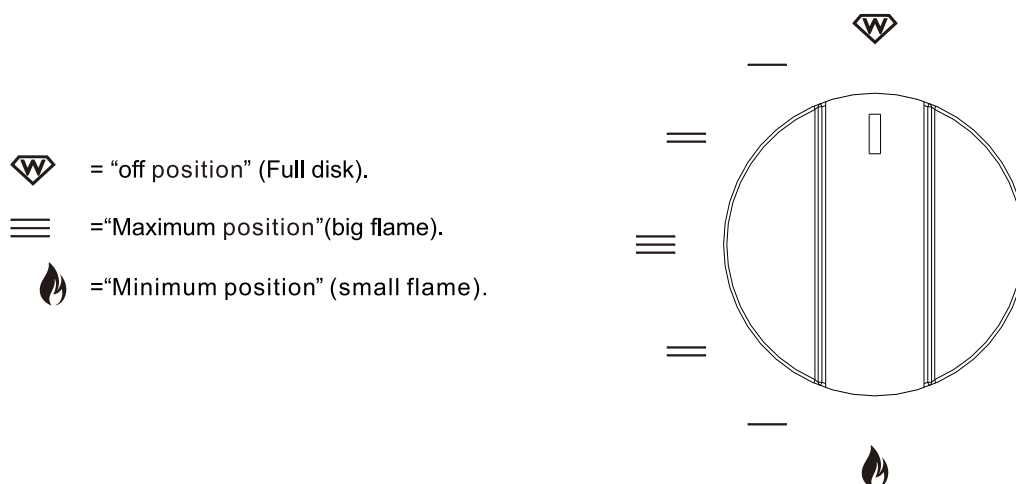 W
W = “off position” (Full disk).
=“Maximum position”(big flame).
=“Minimum position” (small flame).